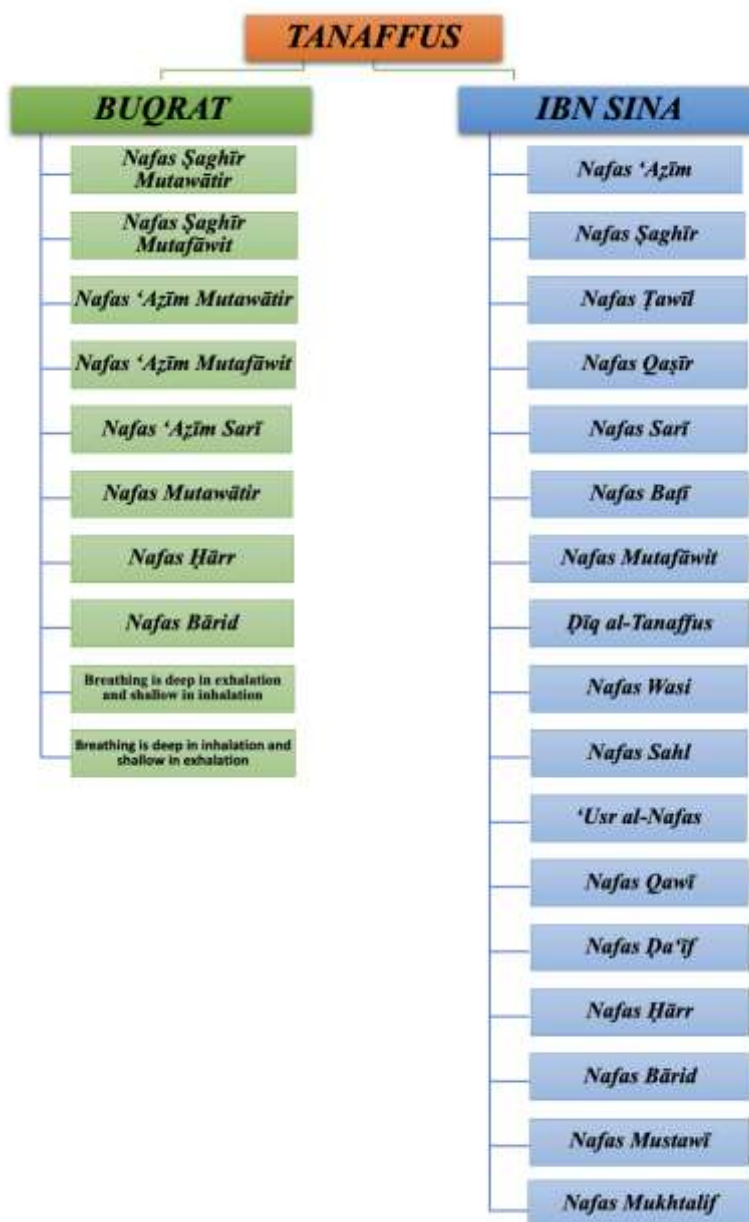 TANAFFUS
BUQRAT
Nafas Ṣaghīr
Mutawātir
Nafas Ṣaghīr
Mutafāwit
Nafas ‘Aẓīm Mutawātir
Nafas ‘Aẓīm Mutafāwit
Nafas ‘Aẓīm Sarī
Nafas Mutawātir
Nafas Ḥārr
Nafas Bārid
Breathing is deep in exhalation
and shallow in inhalation
Breathing is deep in inhalation and
shallow in exhalation
IBN SINA
Nafas ‘Aẓīm
Nafas Ṣaghīr
Nafas Ṭawīl
Nafas Qaṣīr
Nafas Sarī
Nafas Baṭī
Nafas Mutafāwit
Ḍīq al-Tanaffus
Nafas Wasi
Nafas Sahl
‘Usr al-Nafas
Nafas Qawī
Nafas Ḍa‘īf
Nafas Ḥārr
Nafas Bārid
Nafas Mustawī
Nafas Mukhtalif